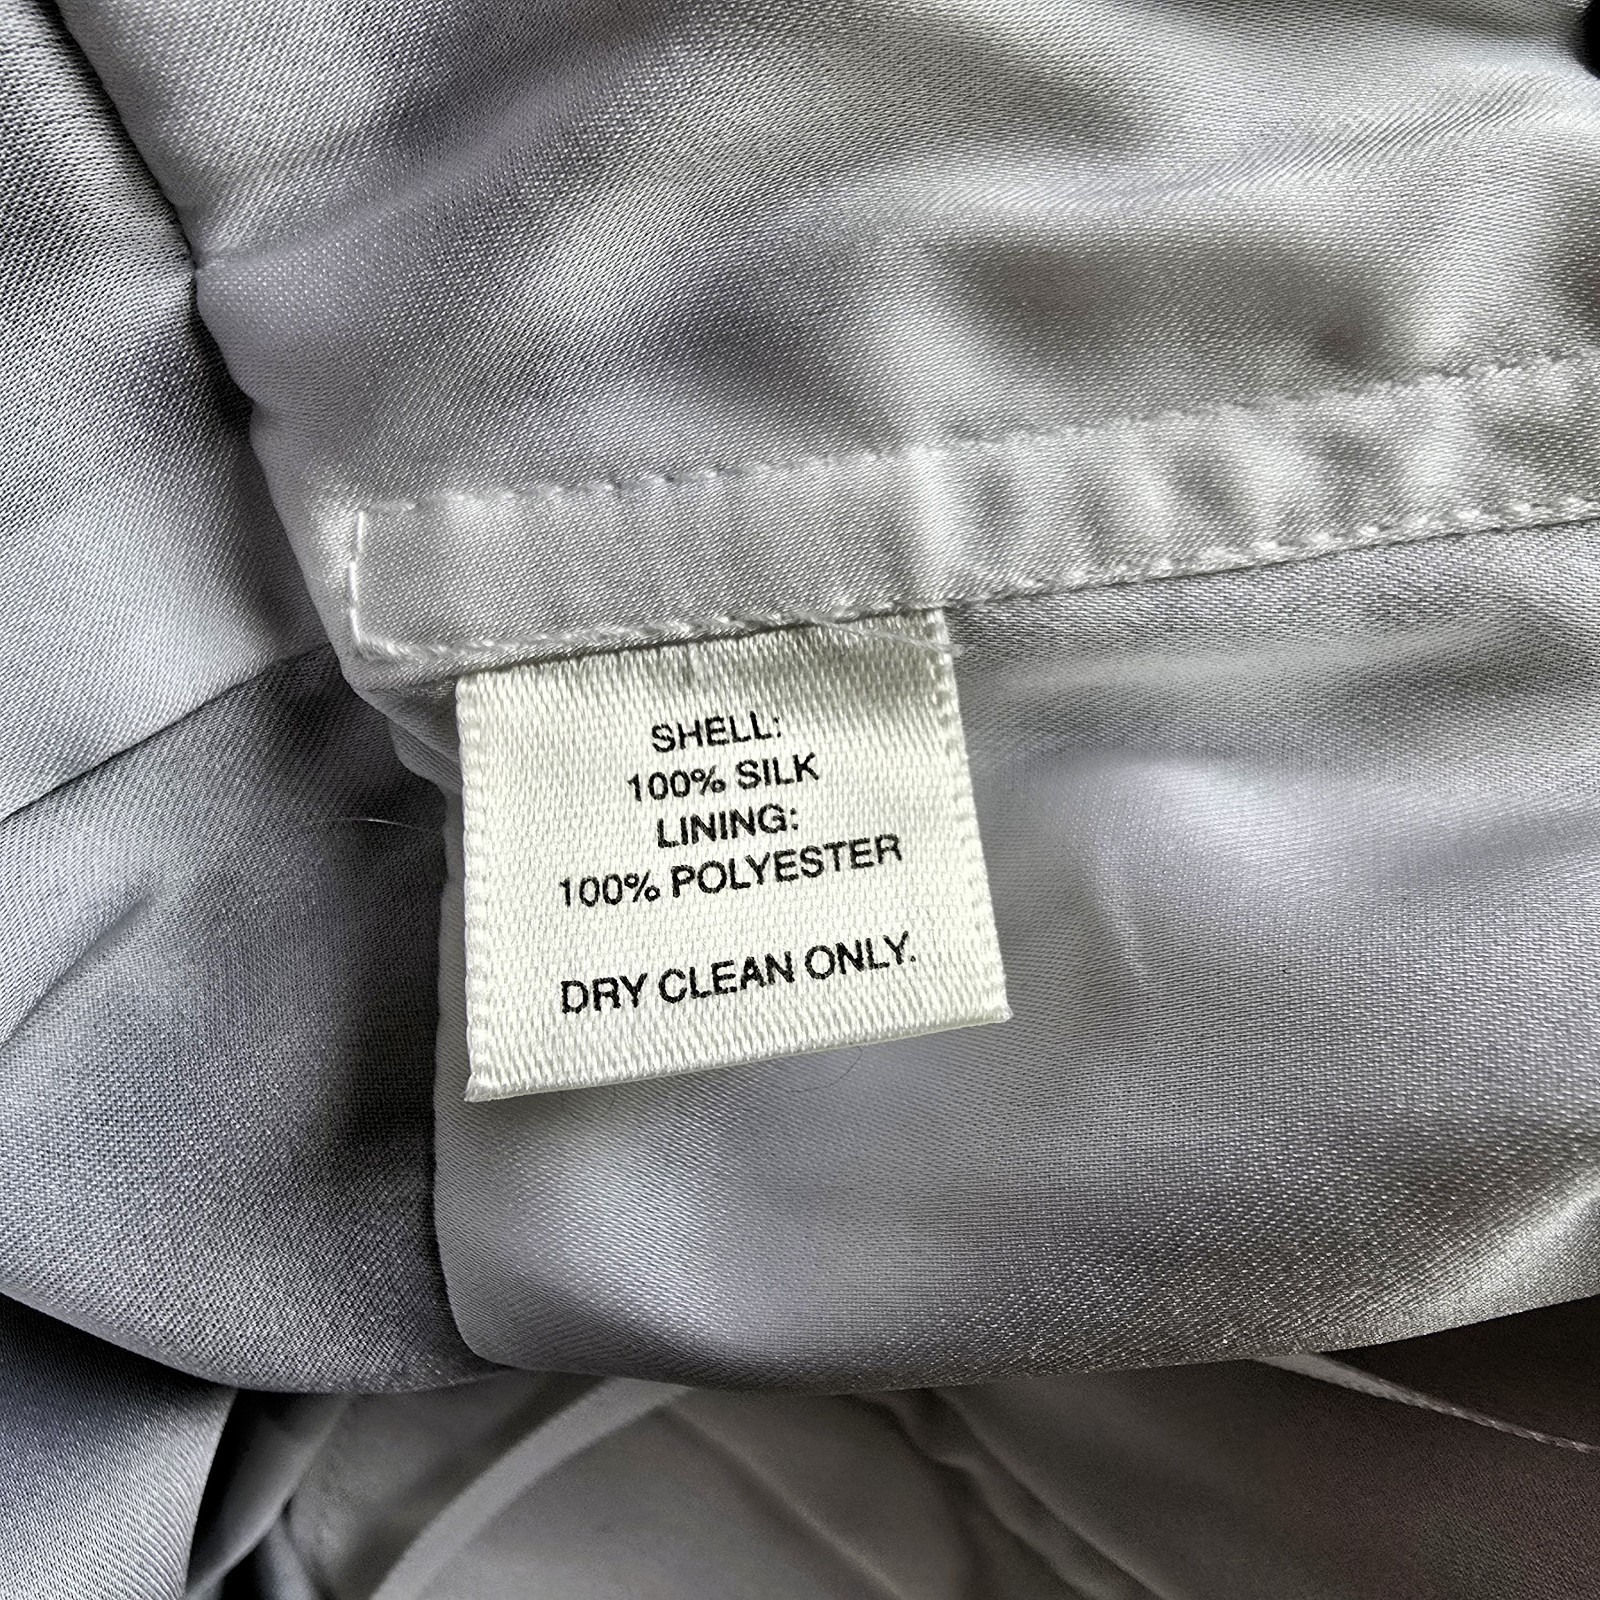 SHELL:
100% SILK
LINING:
100% POLYESTER
DRY CLEAN ONLY.